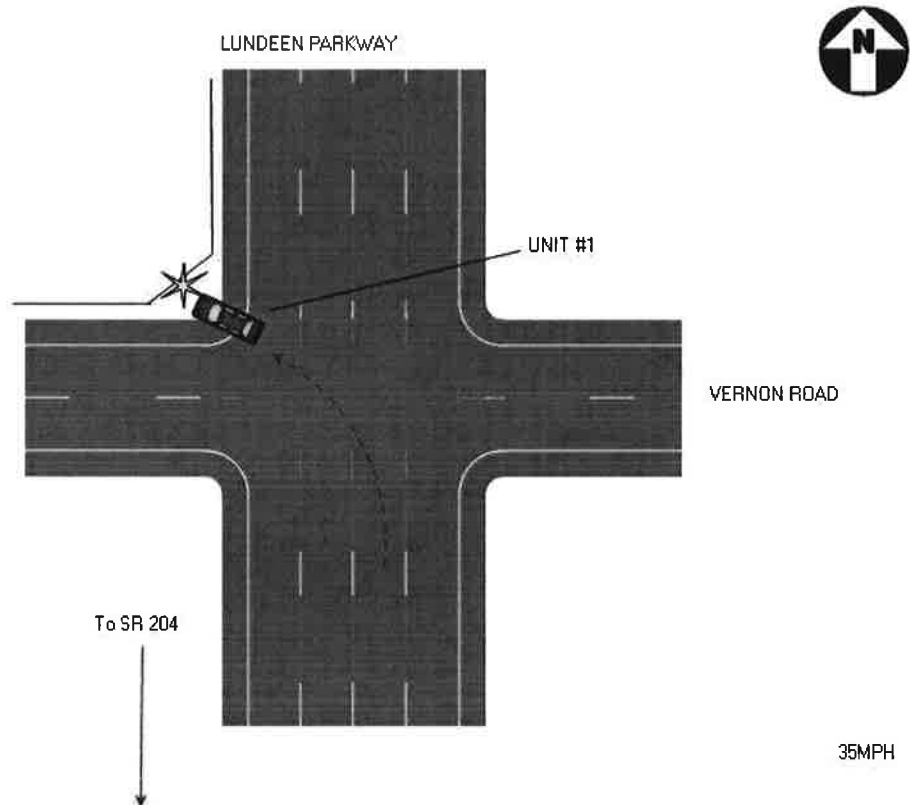 LUNDEEN PARKWAY
N
UNIT #1
VERNON ROAD
To SR 204
35MPH